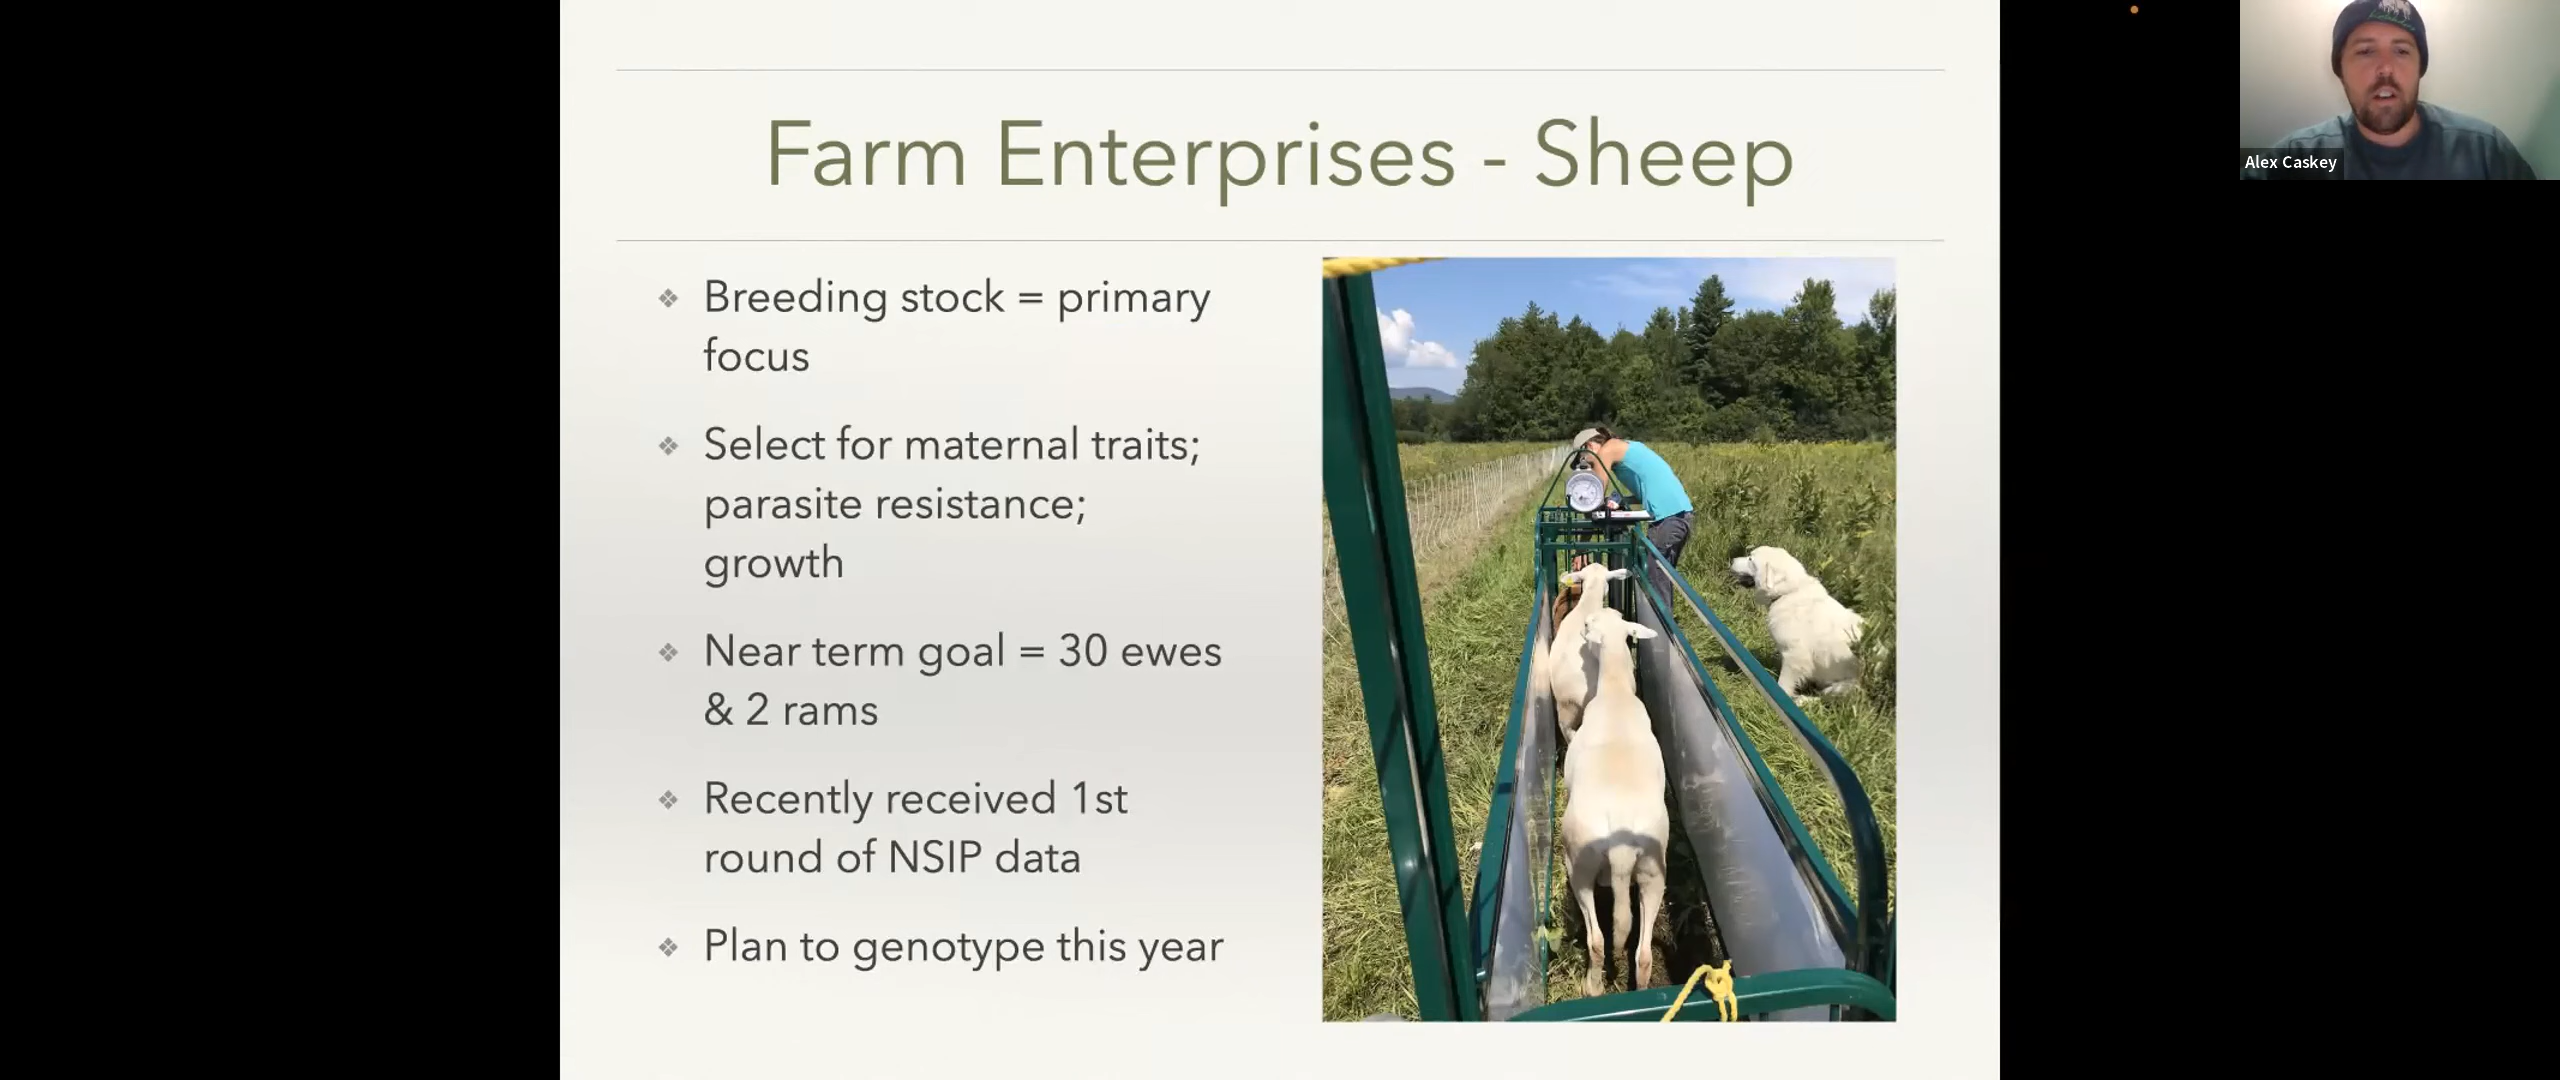 Farm Enterprises - Sheep
Alex Caskey
Breeding stock = primary
focus
Select for maternal traits;
parasite resistance;
growth
Near term goal = 30 ewes
& 2 rams
Recently received 1st
round of NSIP data
Plan to genotype this year